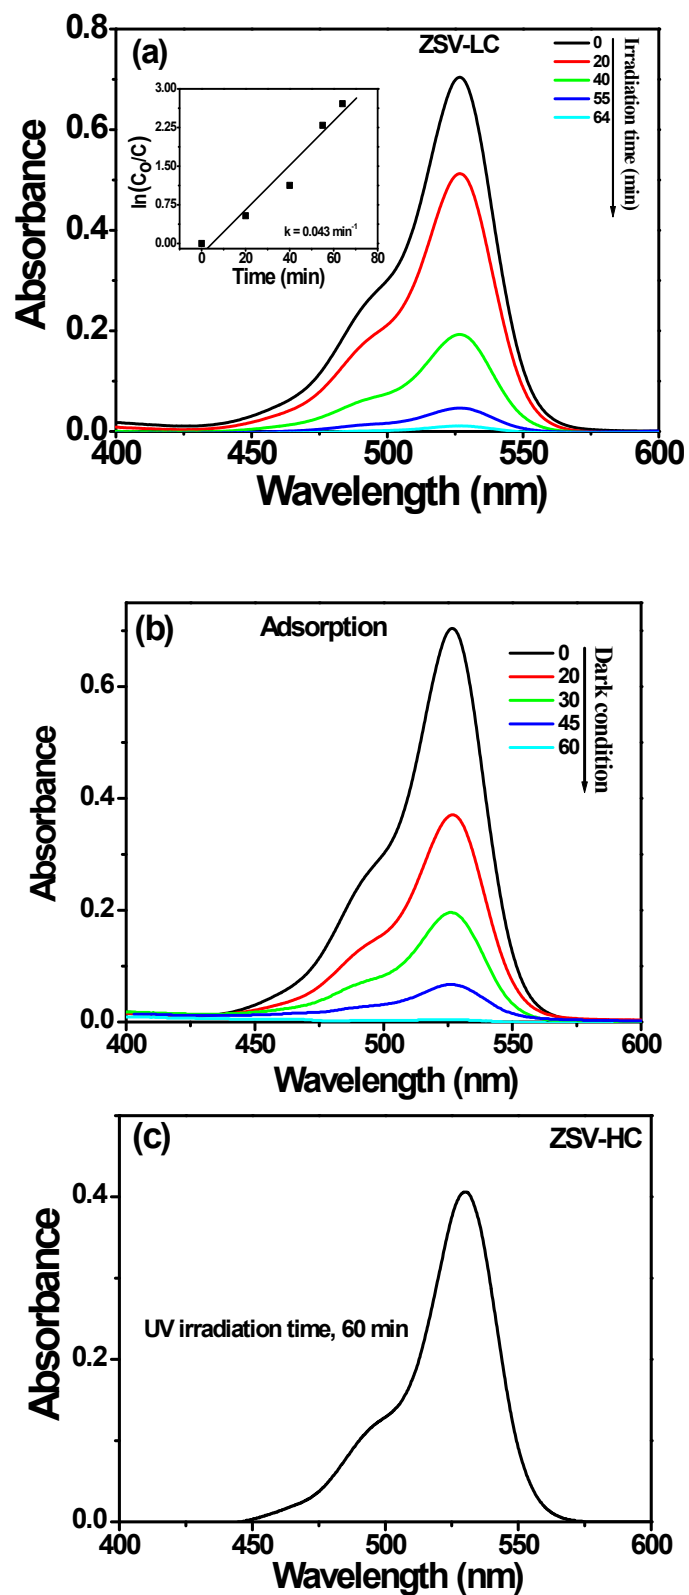 (a)
ZSV-LC
0
20
40
55
64
Irradiation time (min)
Absorbance
0.8
0.6
0.4
0.2
0.0
ln(C0/C)
3.00
2.25
1.50
0.75
0.00
k = 0.043 min-1
0 20 40 60 80
Time (min)
400 450 500 550 600
Wavelength (nm)
(b)
Adsorption
0
20
30
45
60
Dark condition
Absorbance
0.6
0.4
0.2
0.0
400 450 500 550 600
Wavelength (nm)
(c)
ZSV-HC
UV irradiation time, 60 min
Absorbance
0.4
0.2
0.0
400 450 500 550 600
Wavelength (nm)